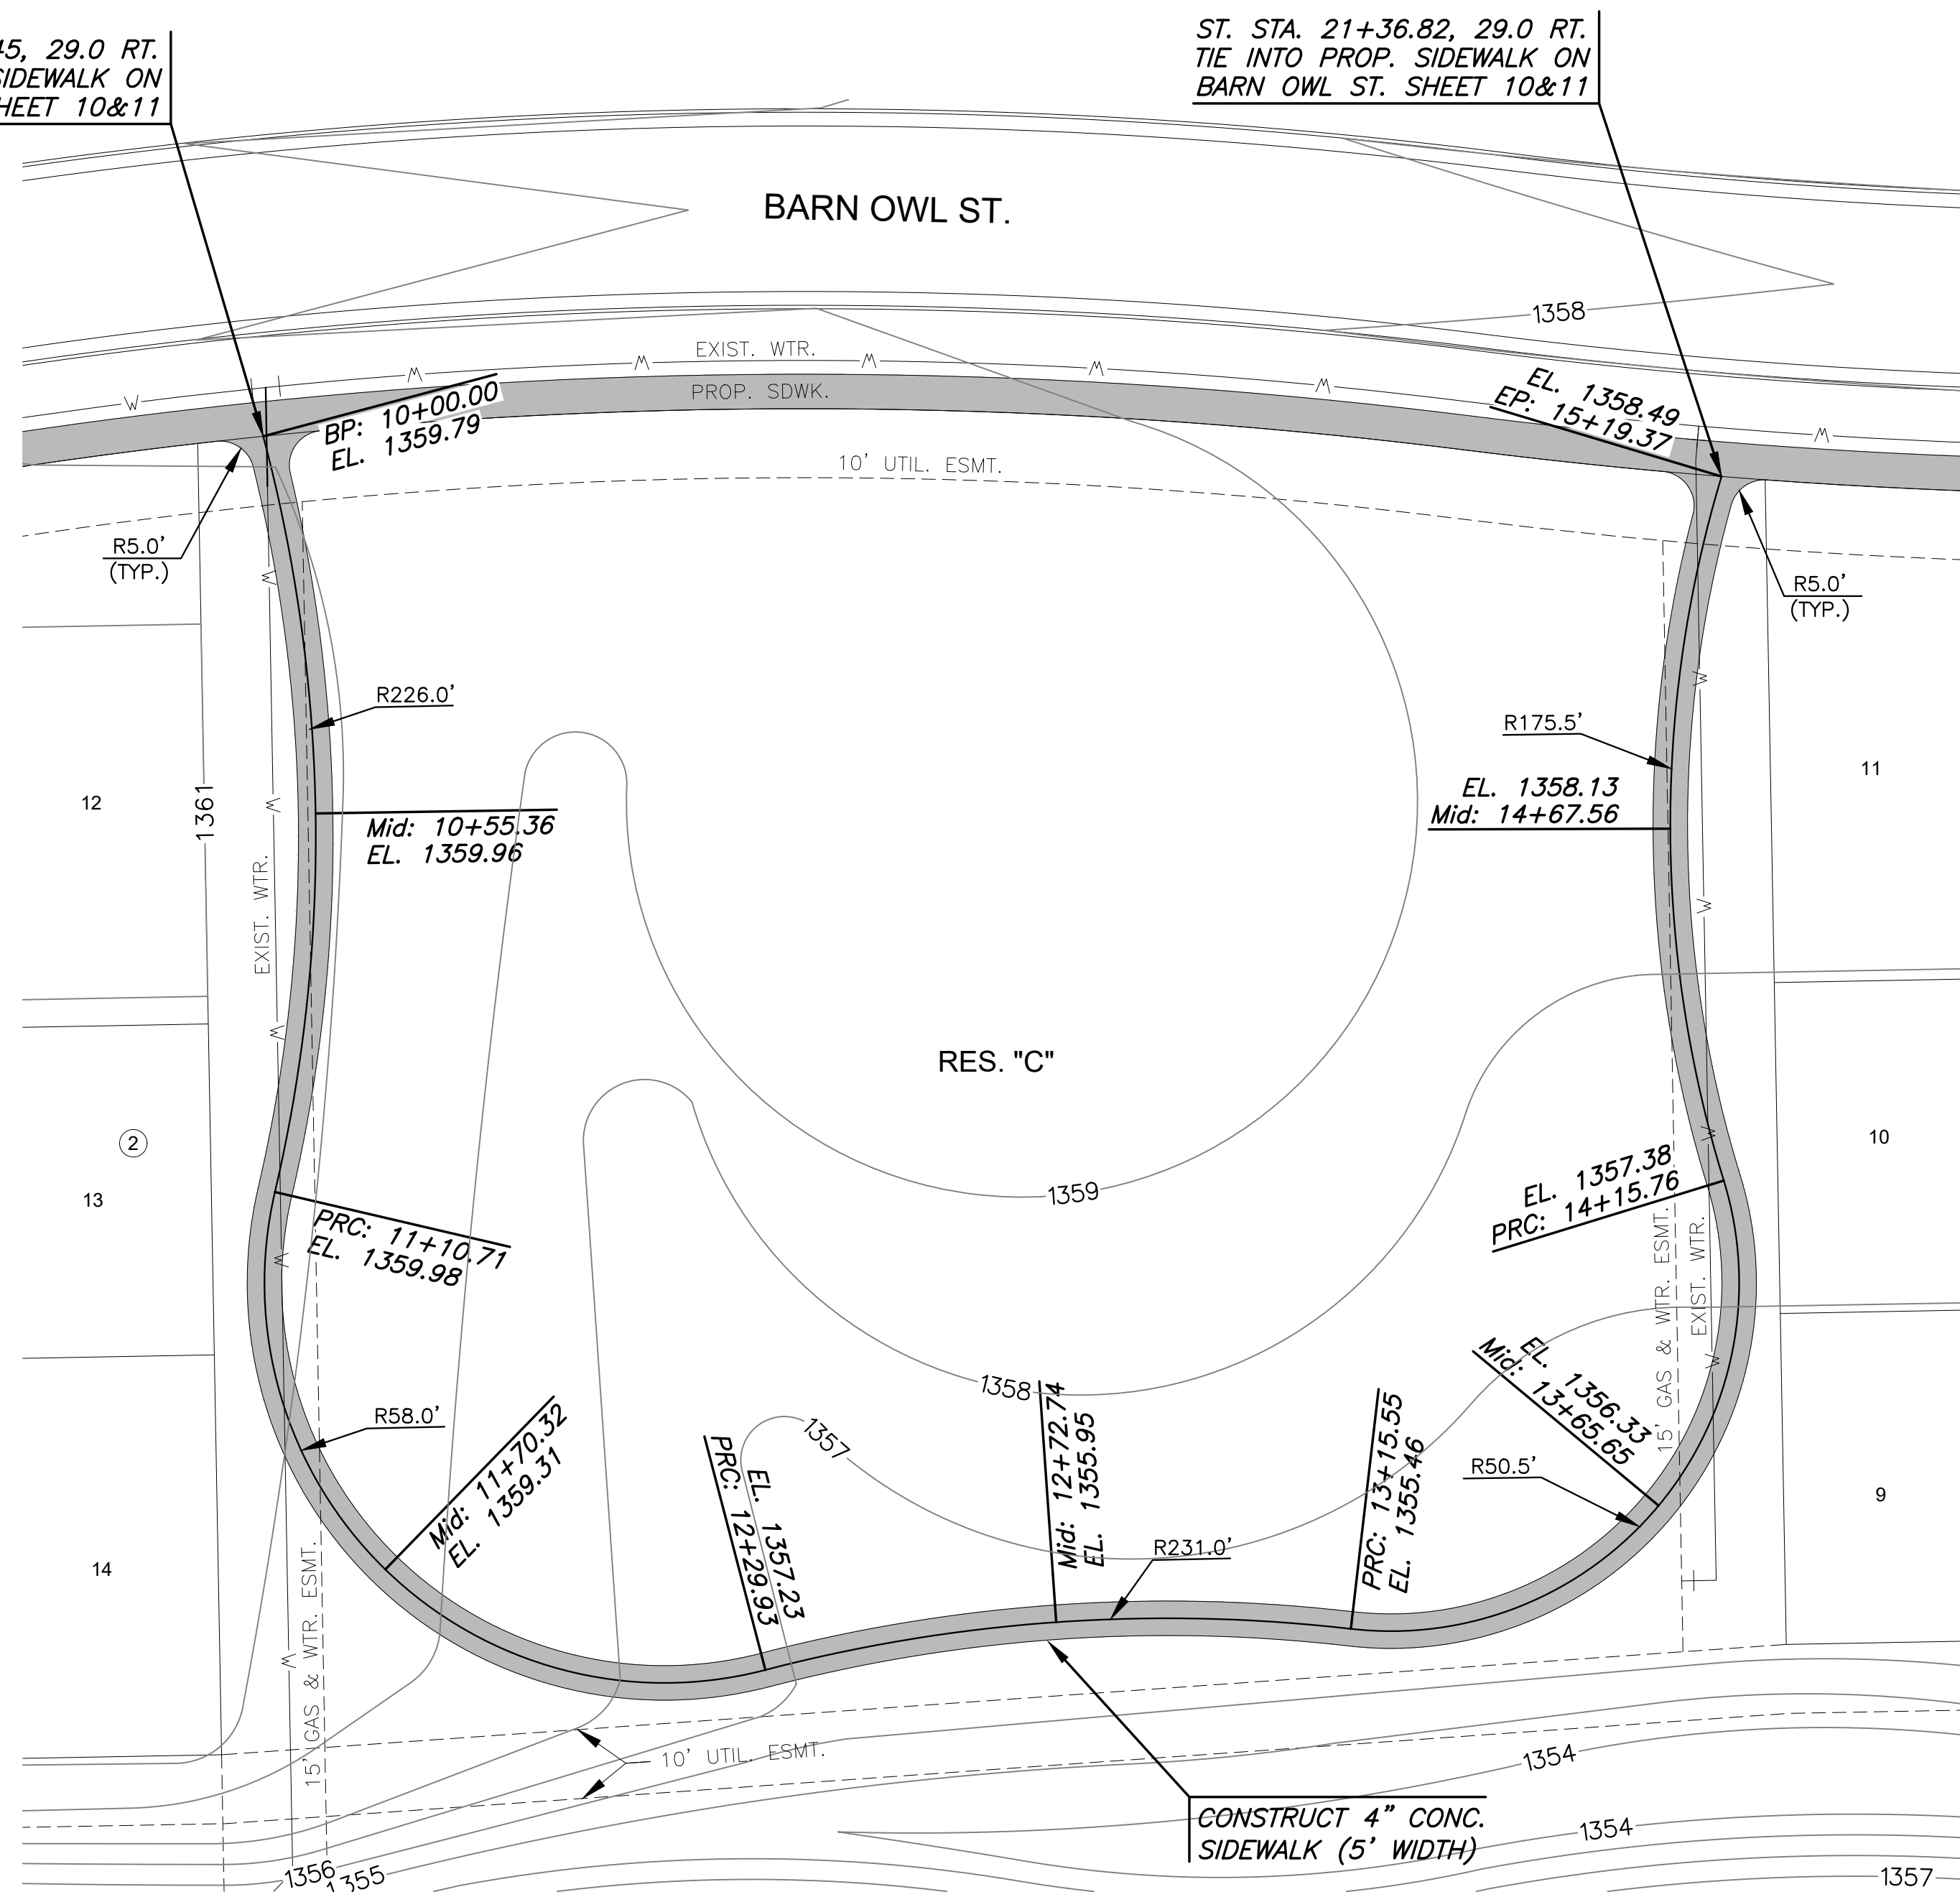 45, 29.0 RT.
SIDEWALK ON
SHEET 10&11
ST. STA. 21+36.82, 29.0 RT.
TIE INTO PROP. SIDEWALK ON
BARN OWL ST. SHEET 10&11
BARN OWL ST.
1358
EXIST. WTR.
W
W
W
W
W
W
W
PROP. SDWK.
BP: 10+00.00
EL. 1359.79
EL. 1358.49
EP: 15+19.37
10' UTIL. ESMT.
R5.0'
(TYP.)
R5.0'
(TYP.)
W
W
R226.0'
R175.5'
12
1361
W
Mid: 10+55.36
EL. 1359.96
EL. 1358.13
Mid: 14+67.56
11
EXIST. WTR.
W
W
RES. "C"
2
13
10
W
1359
PRC: 11+10.71
EL. 1359.98
EL. 1357.38
PRC: 14+15.76
W
15' GAS & WTR. ESMT.
EXIST. WTR.
W
1358
R58.0'
Mid: 11+70.32
EL. 1359.31
1357
PRC: 12+29.93
EL. 1357.23
Mid: 12+72.74
EL. 1355.95
PRC: 13+15.55
EL. 1355.46
EL. 1356.33
Mid: 13+65.65
R50.5'
9
14
R231.0'
W
15' GAS & WTR. ESMT.
10' UTIL. ESMT.
1354
CONSTRUCT 4" CONC.
SIDEWALK (5' WIDTH)
1354
1356
1355
1357